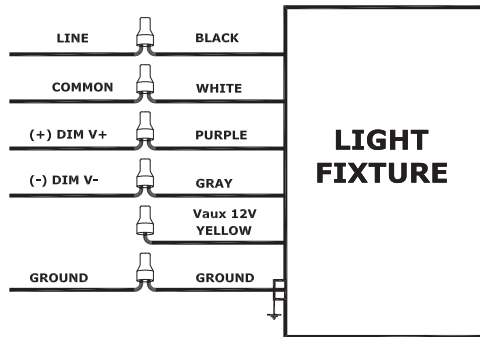 LINE BLACK
COMMON WHITE
(+) DIM V+ PURPLE
(-) DIM V- GRAY
Vaux 12V
YELLOW
GROUND GROUND
LIGHT
FIXTURE